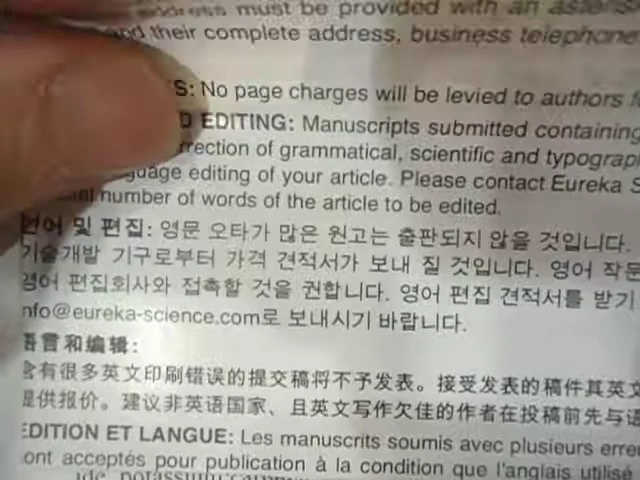 address must be provided with an
and their complete address, business telephone
S: No page charges will be levied to authors
D EDITING: Manuscripts submitted containing
rrection of grammatical, scientific and typograp
guage editing of your article. Please contact Eureka S
number of words of the article to be edited.
언어 및 편집: 영문 오타가 많은 원고는 출판되지 않을 것입니다.
기술개발 기구로부터 가격 견적서가 보내 질 것입니다. 영어 작문
영어 편집회사와 접촉할 것을 권합니다. 영어 편집 견적서를 받기
nfo@eureka-science.com로 보내시기 바랍니다.
语言和编辑:
含有很多英文印刷错误的提交稿将不予发表。接受发表的稿件其英文
提供报价。建议非英语国家、且英文写作欠佳的作者在投稿前先与语
EDITION ET LANGUE: Les manuscrits soumis avec plusieurs erre
ont acceptés pour publication à la condition que l'anglais utilisé